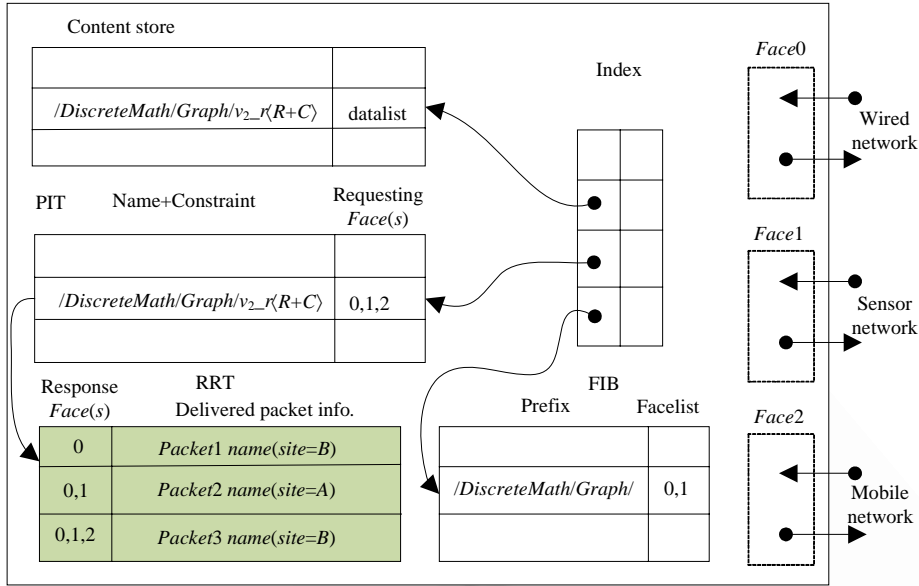 Content store
/DiscreteMath/Graph/v₂_r⟨R+C⟩ datalist
Index
PIT Name+Constraint Requesting
Face(s)
/DiscreteMath/Graph/v₂_r⟨R+C⟩ 0,1,2
Response RRT
Face(s) Delivered packet info.
0 Packet1 name(site=B)
0,1 Packet2 name(site=A)
0,1,2 Packet3 name(site=B)
FIB
Prefix Facelist
/DiscreteMath/Graph/ 0,1
Face0
Wired
network
Face1
Sensor
network
Face2
Mobile
network